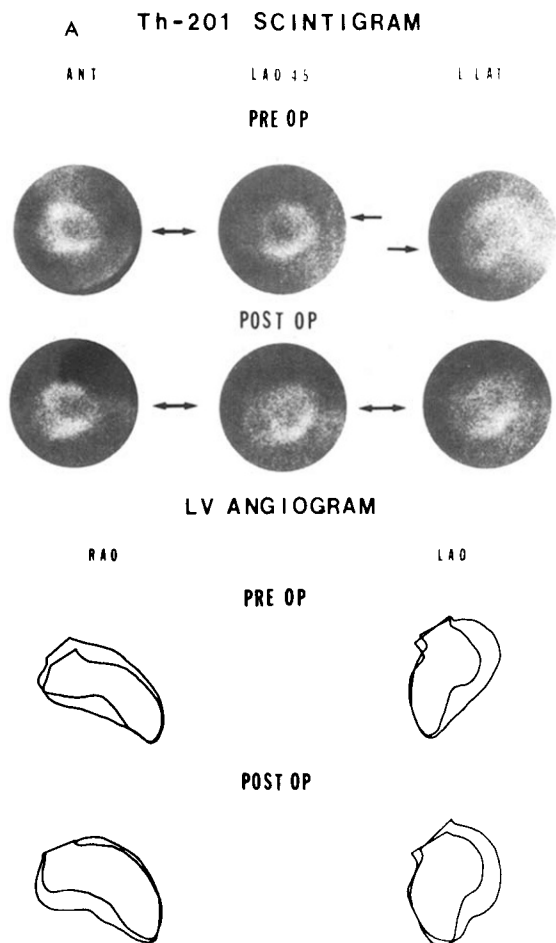 A Th-201 SCINTIGRAM
ANT LAO 45 L LAT
PRE OP
POST OP
LV ANGIOGRAM
RAO LAO
PRE OP
POST OP